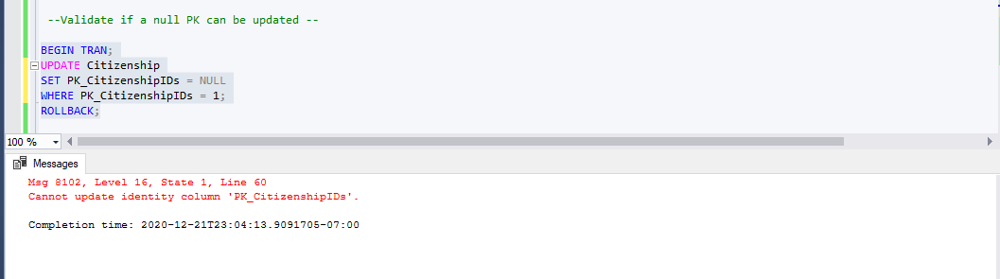 --Validate if a null PK can be updated --
BEGIN TRAN;
UPDATE Citizenship
SET PK_CitizenshipIDs = NULL
WHERE PK_CitizenshipIDs = 1;
ROLLBACK;
100 %
Messages
Msg 8102, Level 16, State 1, Line 60
Cannot update identity column 'PK_CitizenshipIDs'.
Completion time: 2020-12-21T23:04:13.9091705-07:00